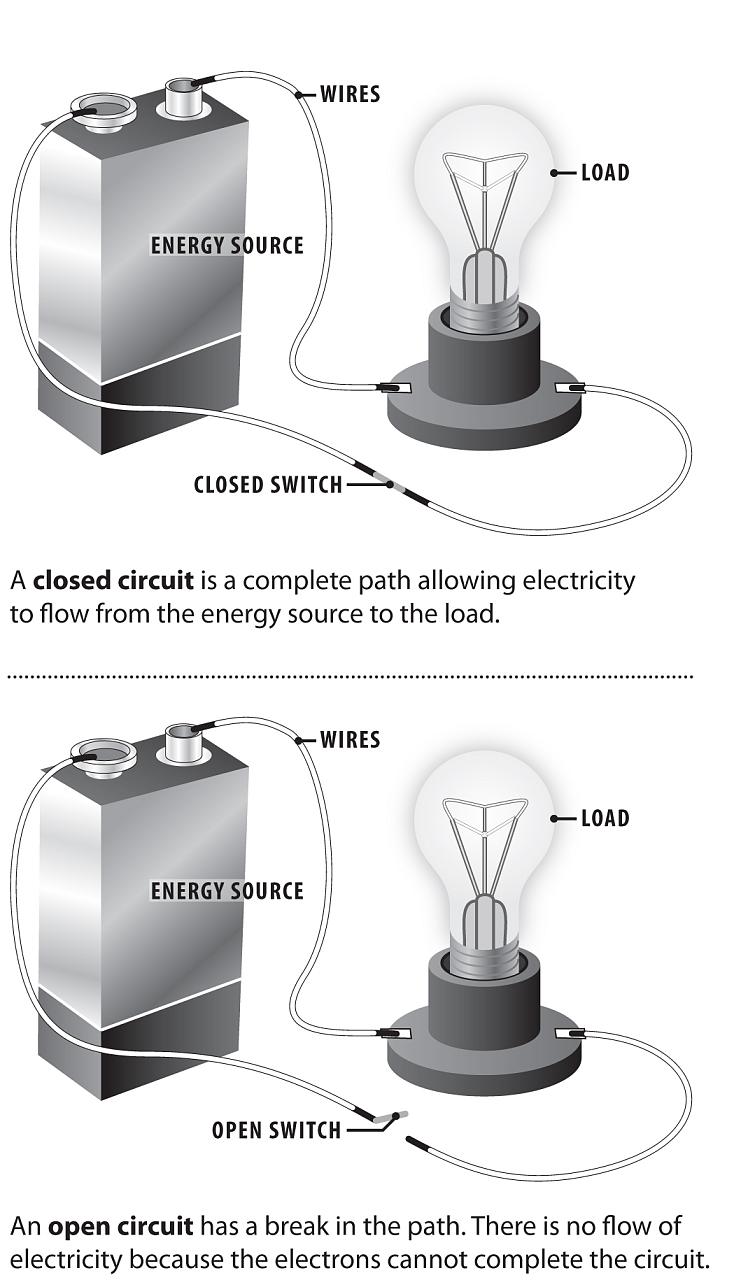 WIRES
LOAD
ENERGY SOURCE
CLOSED SWITCH
A closed circuit is a complete path allowing electricity
to flow from the energy source to the load.
WIRES
LOAD
ENERGY SOURCE
OPEN SWITCH
An open circuit has a break in the path. There is no flow of
electricity because the electrons cannot complete the circuit.